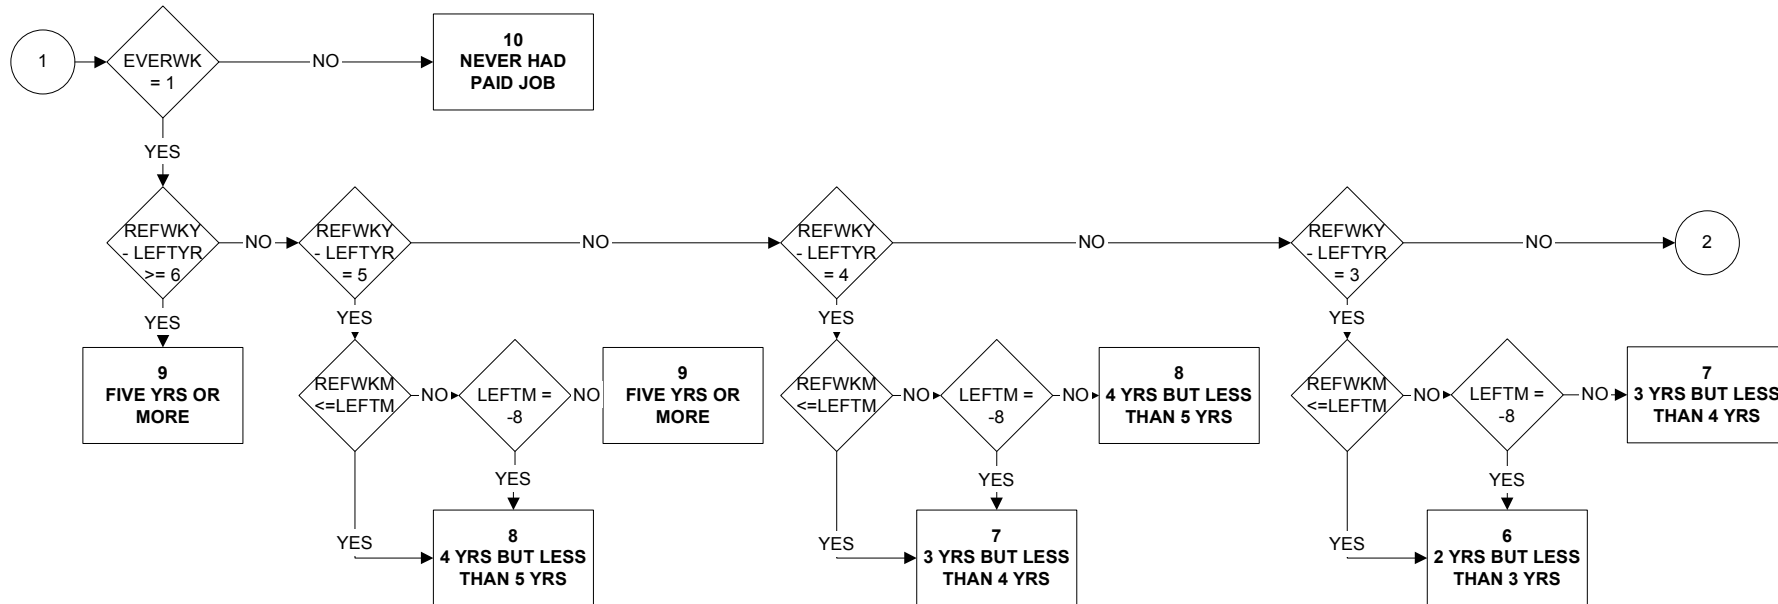 1
EVERWK
= 1
NO
10
NEVER HAD
PAID JOB
YES
REFWKY
- LEFTYR
>= 6
NO
REFWKY
- LEFTYR
= 5
NO
REFWKY
- LEFTYR
= 4
NO
REFWKY
- LEFTYR
= 3
NO
2
YES
YES
YES
YES
9
FIVE YRS OR
MORE
REFWKM
<=LEFTM
NO
LEFTM =
-8
NO
9
FIVE YRS OR
MORE
REFWKM
<=LEFTM
NO
LEFTM =
-8
NO
8
4 YRS BUT LESS
THAN 5 YRS
REFWKM
<=LEFTM
NO
LEFTM =
-8
NO
7
3 YRS BUT LESS
THAN 4 YRS
YES
YES
YES
YES
8
4 YRS BUT LESS
THAN 5 YRS
YES
7
3 YRS BUT LESS
THAN 4 YRS
YES
6
2 YRS BUT LESS
THAN 3 YRS